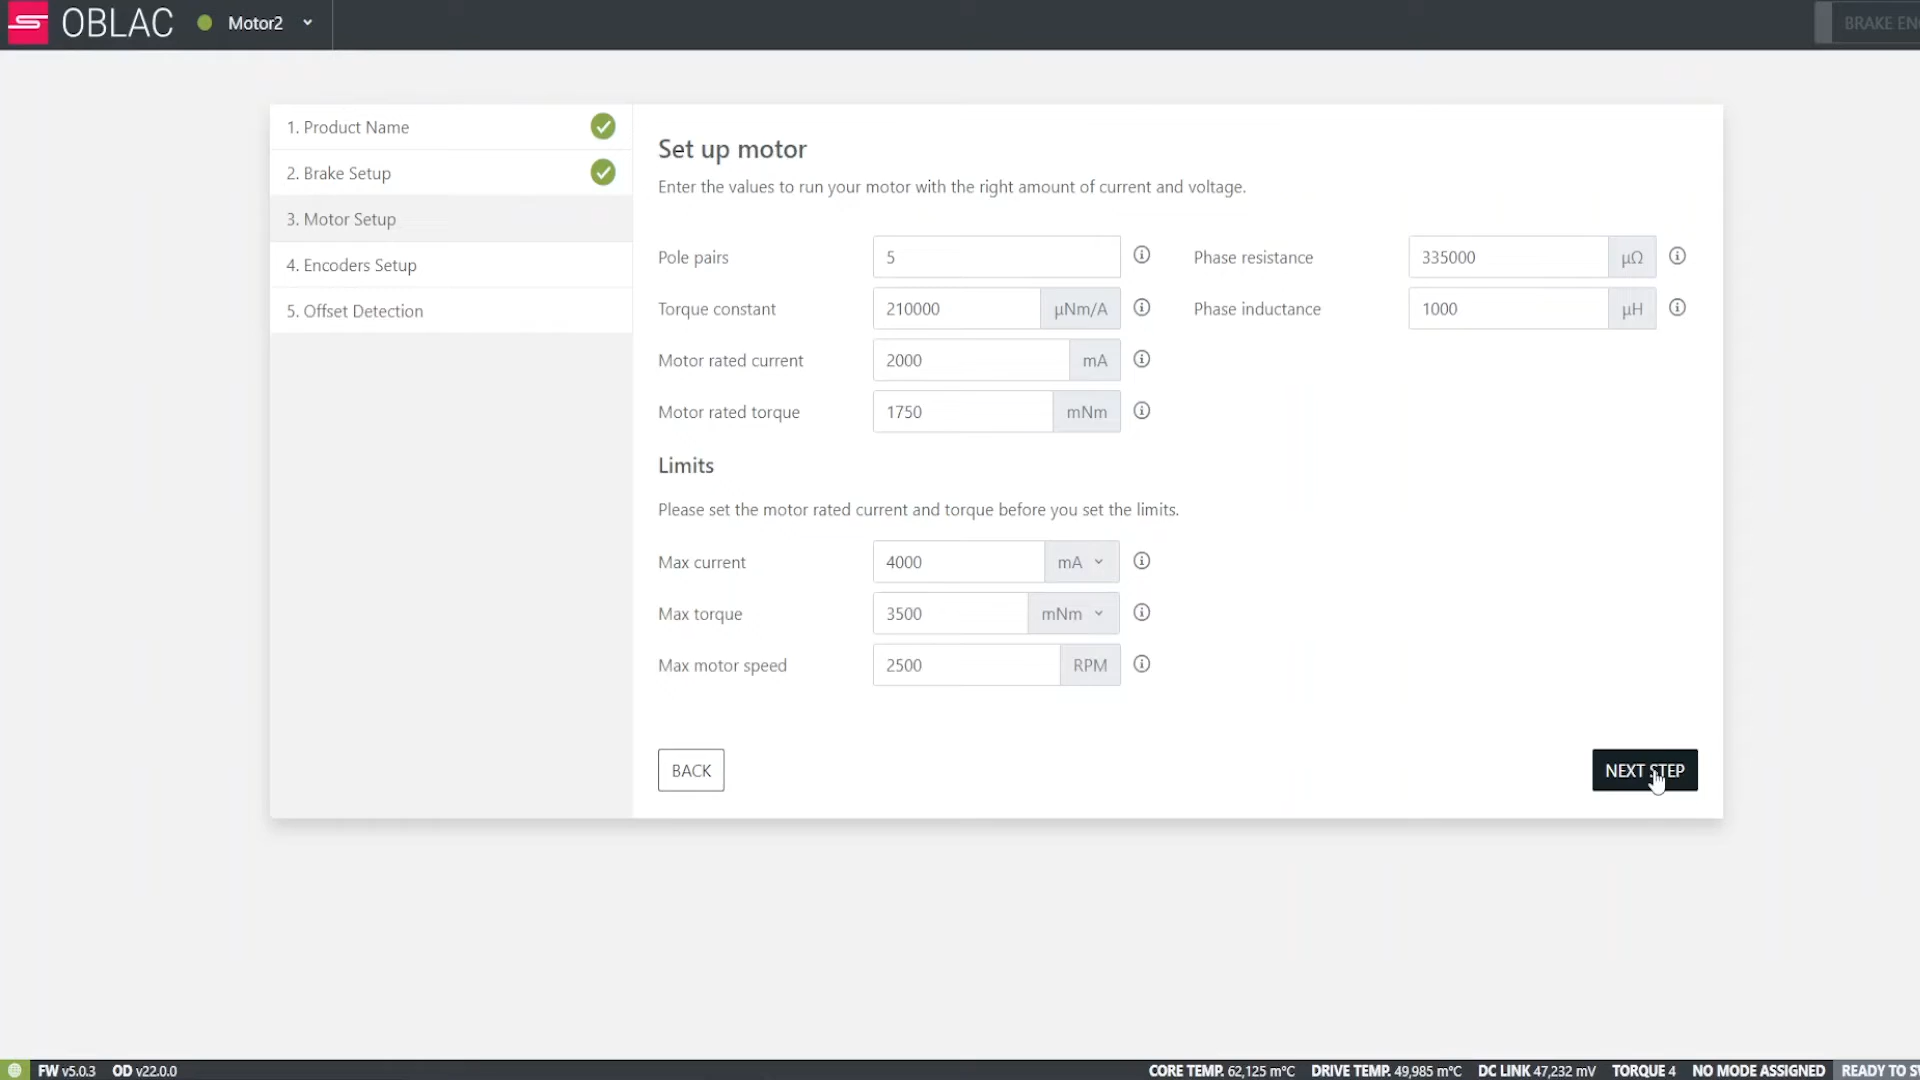 OBLAC Motor2 BRAKE
1. Product Name
2. Brake Setup
3. Motor Setup
4. Encoders Setup
5. Offset Detection
Set up motor
Enter the values to run your motor with the right amount of current and voltage.
Pole pairs 5 Phase resistance 335000 µΩ
Torque constant 210000 µNm/A Phase inductance 1000 µH
Motor rated current 2000 mA
Motor rated torque 1750 mNm
Limits
Please set the motor rated current and torque before you set the limits.
Max current 4000 mA
Max torque 3500 mNm
Max motor speed 2500 RPM
BACK NEXT STEP
FW v5.0.3 OD v22.0.0 CORE TEMP. 62,125 m°C DRIVE TEMP. 49,985 m°C DC LINK 47,232 mV TORQUE 4 NO MODE ASSIGNED READY TO